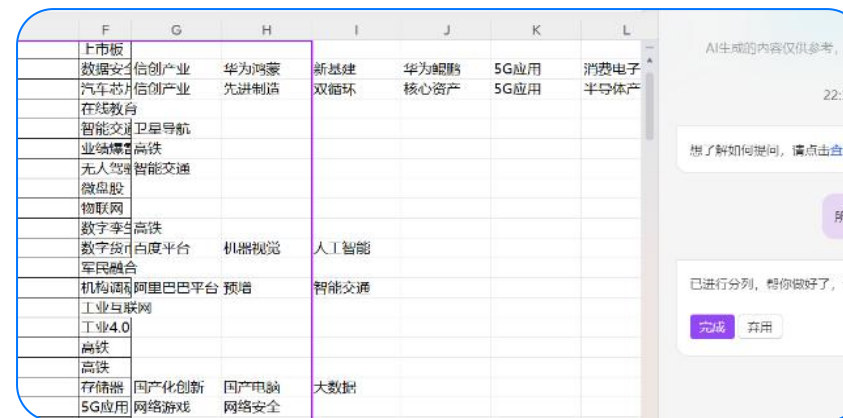 F G H I J K L
上市板
数据安全 信创产业 华为鸿蒙 新基建 华为鲲鹏 5G应用 消费电子
汽车芯片 信创产业 先进制造 双循环 核心资产 5G应用 半导体产
在线教育
智能交通 卫星导航
业绩爆 高铁
无人驾驶 智能交通
微盘股
物联网
数字孪生 高铁
数字货币 百度平台 机器视觉 人工智能
军民融合
机构调研 阿里巴巴平台 预增 智能交通
工业互联网
工业4.0
高铁
高铁
存储器 国产化创新 国产电脑 大数据
5G应用 网络游戏 网络安全
AI生成的内容仅供参考，
22:
想了解如何提问，请点击查
所
已进行分列，帮你做好了，
完成 弃用